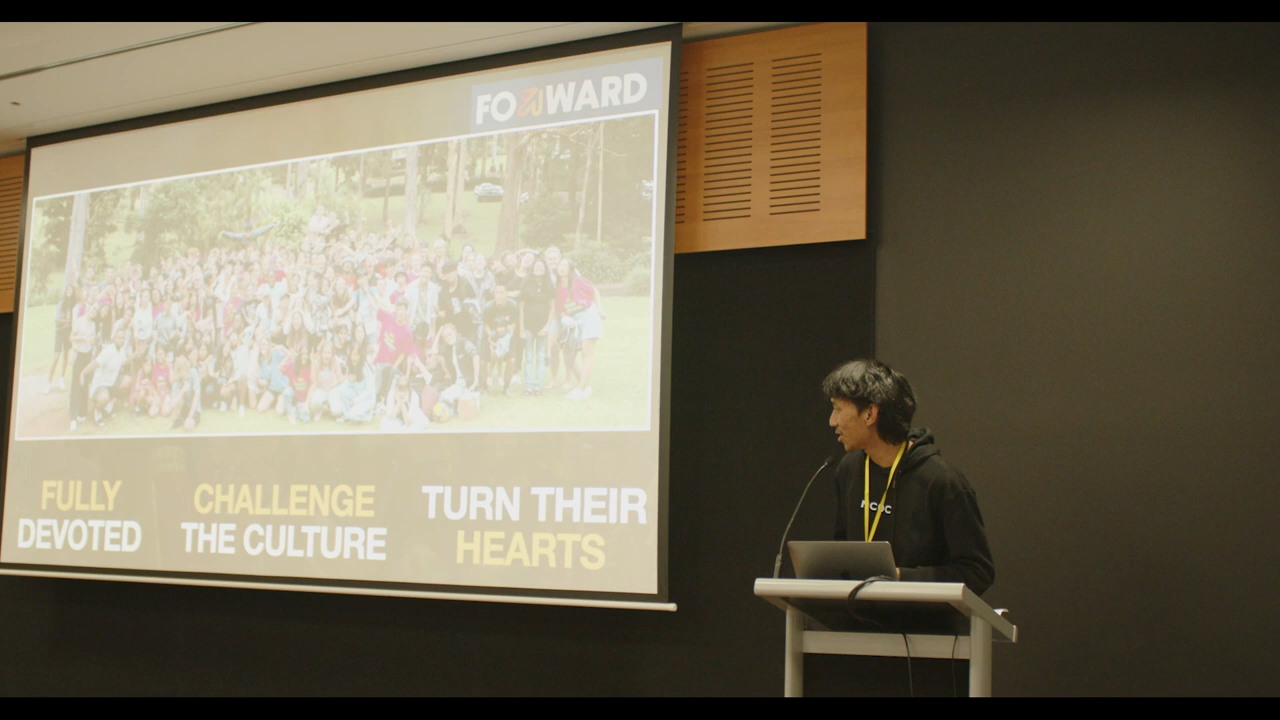 FORWARD
FULLY
DEVOTED
CHALLENGE
THE CULTURE
TURN THEIR
HEARTS